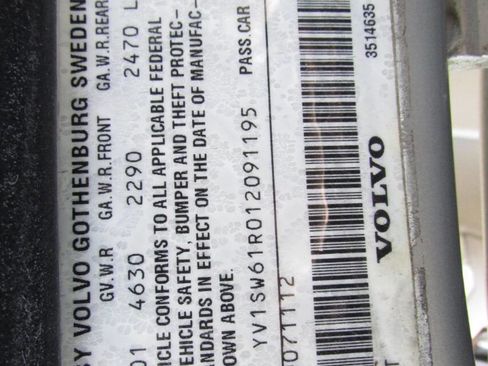 BY VOLVO GOTHENBURG SWEDEN
GV.W.R GA.W.R.FRONT GA.W.R.REAR
01 4630 2290 2470 L
VEHICLE CONFORMS TO ALL APPLICABLE FEDERAL
VEHICLE SAFETY, BUMPER AND THEFT PROTEC-
ANDARDS IN EFFECT ON THE DATE OF MANUFAC-
OWN ABOVE.
YV1SW61R012091195 PASS.CAR
071112
3514635
VOLVO